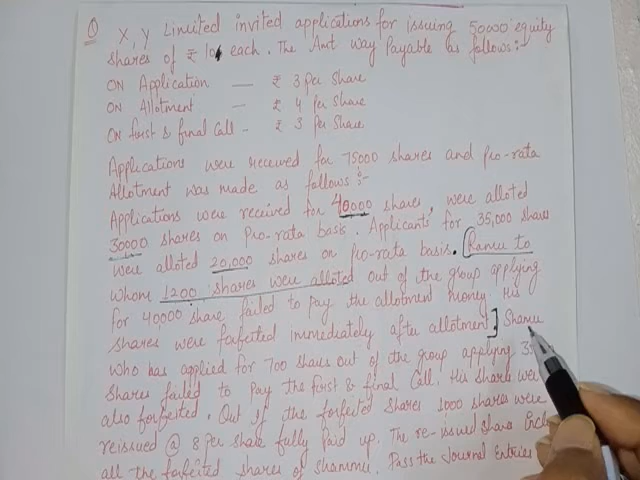 Q X, Y Limited invited applications for issuing 50000 equity
shares of ₹ 10 each. The Amt way Payable as follows:-
ON Application — ₹ 3 per share
ON Allotment — ₹ 4 per share
ON first & final Call - ₹ 3 Per Share
Applications were received for 75000 shares and Pro-rata
Allotment was made as follows:-
Applications were received for 40000 shares, were alloted
30000 shares on Pro-rata basis. Applicants for 35,000 shares
were alloted 20,000 shares on pro-rata basis. [Ramu to
whom 1200 shares were alloted out of the group applying
for 40,000 share failed to pay the allotment money. His
shares were forfeited immediately after allotment.] Shamu
who has applied for 700 shares out of the group applying
shares failed to Pay the first & final Call. His share were
also forfeited. Out of the forfeited shares 1000 shares were
reissued @ 8 per share fully Paid up. The re-issued share
all the forfeited shares of shammu. Pass the Journal Entries